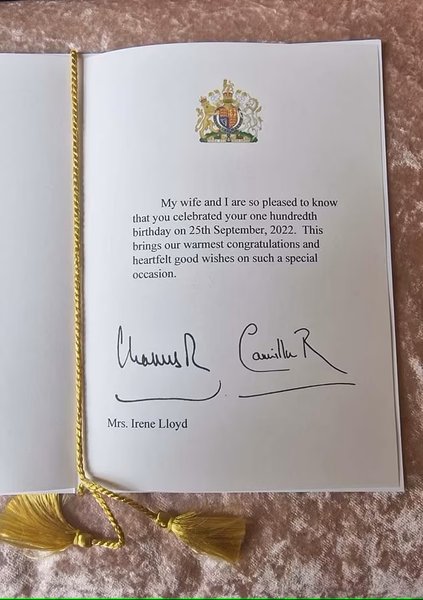 My wife and I are so pleased to know
that you celebrated your one hundredth
birthday on 25th September, 2022.  This
brings our warmest congratulations and
heartfelt good wishes on such a special
occasion.
Charles R Camilla R
Mrs. Irene Lloyd